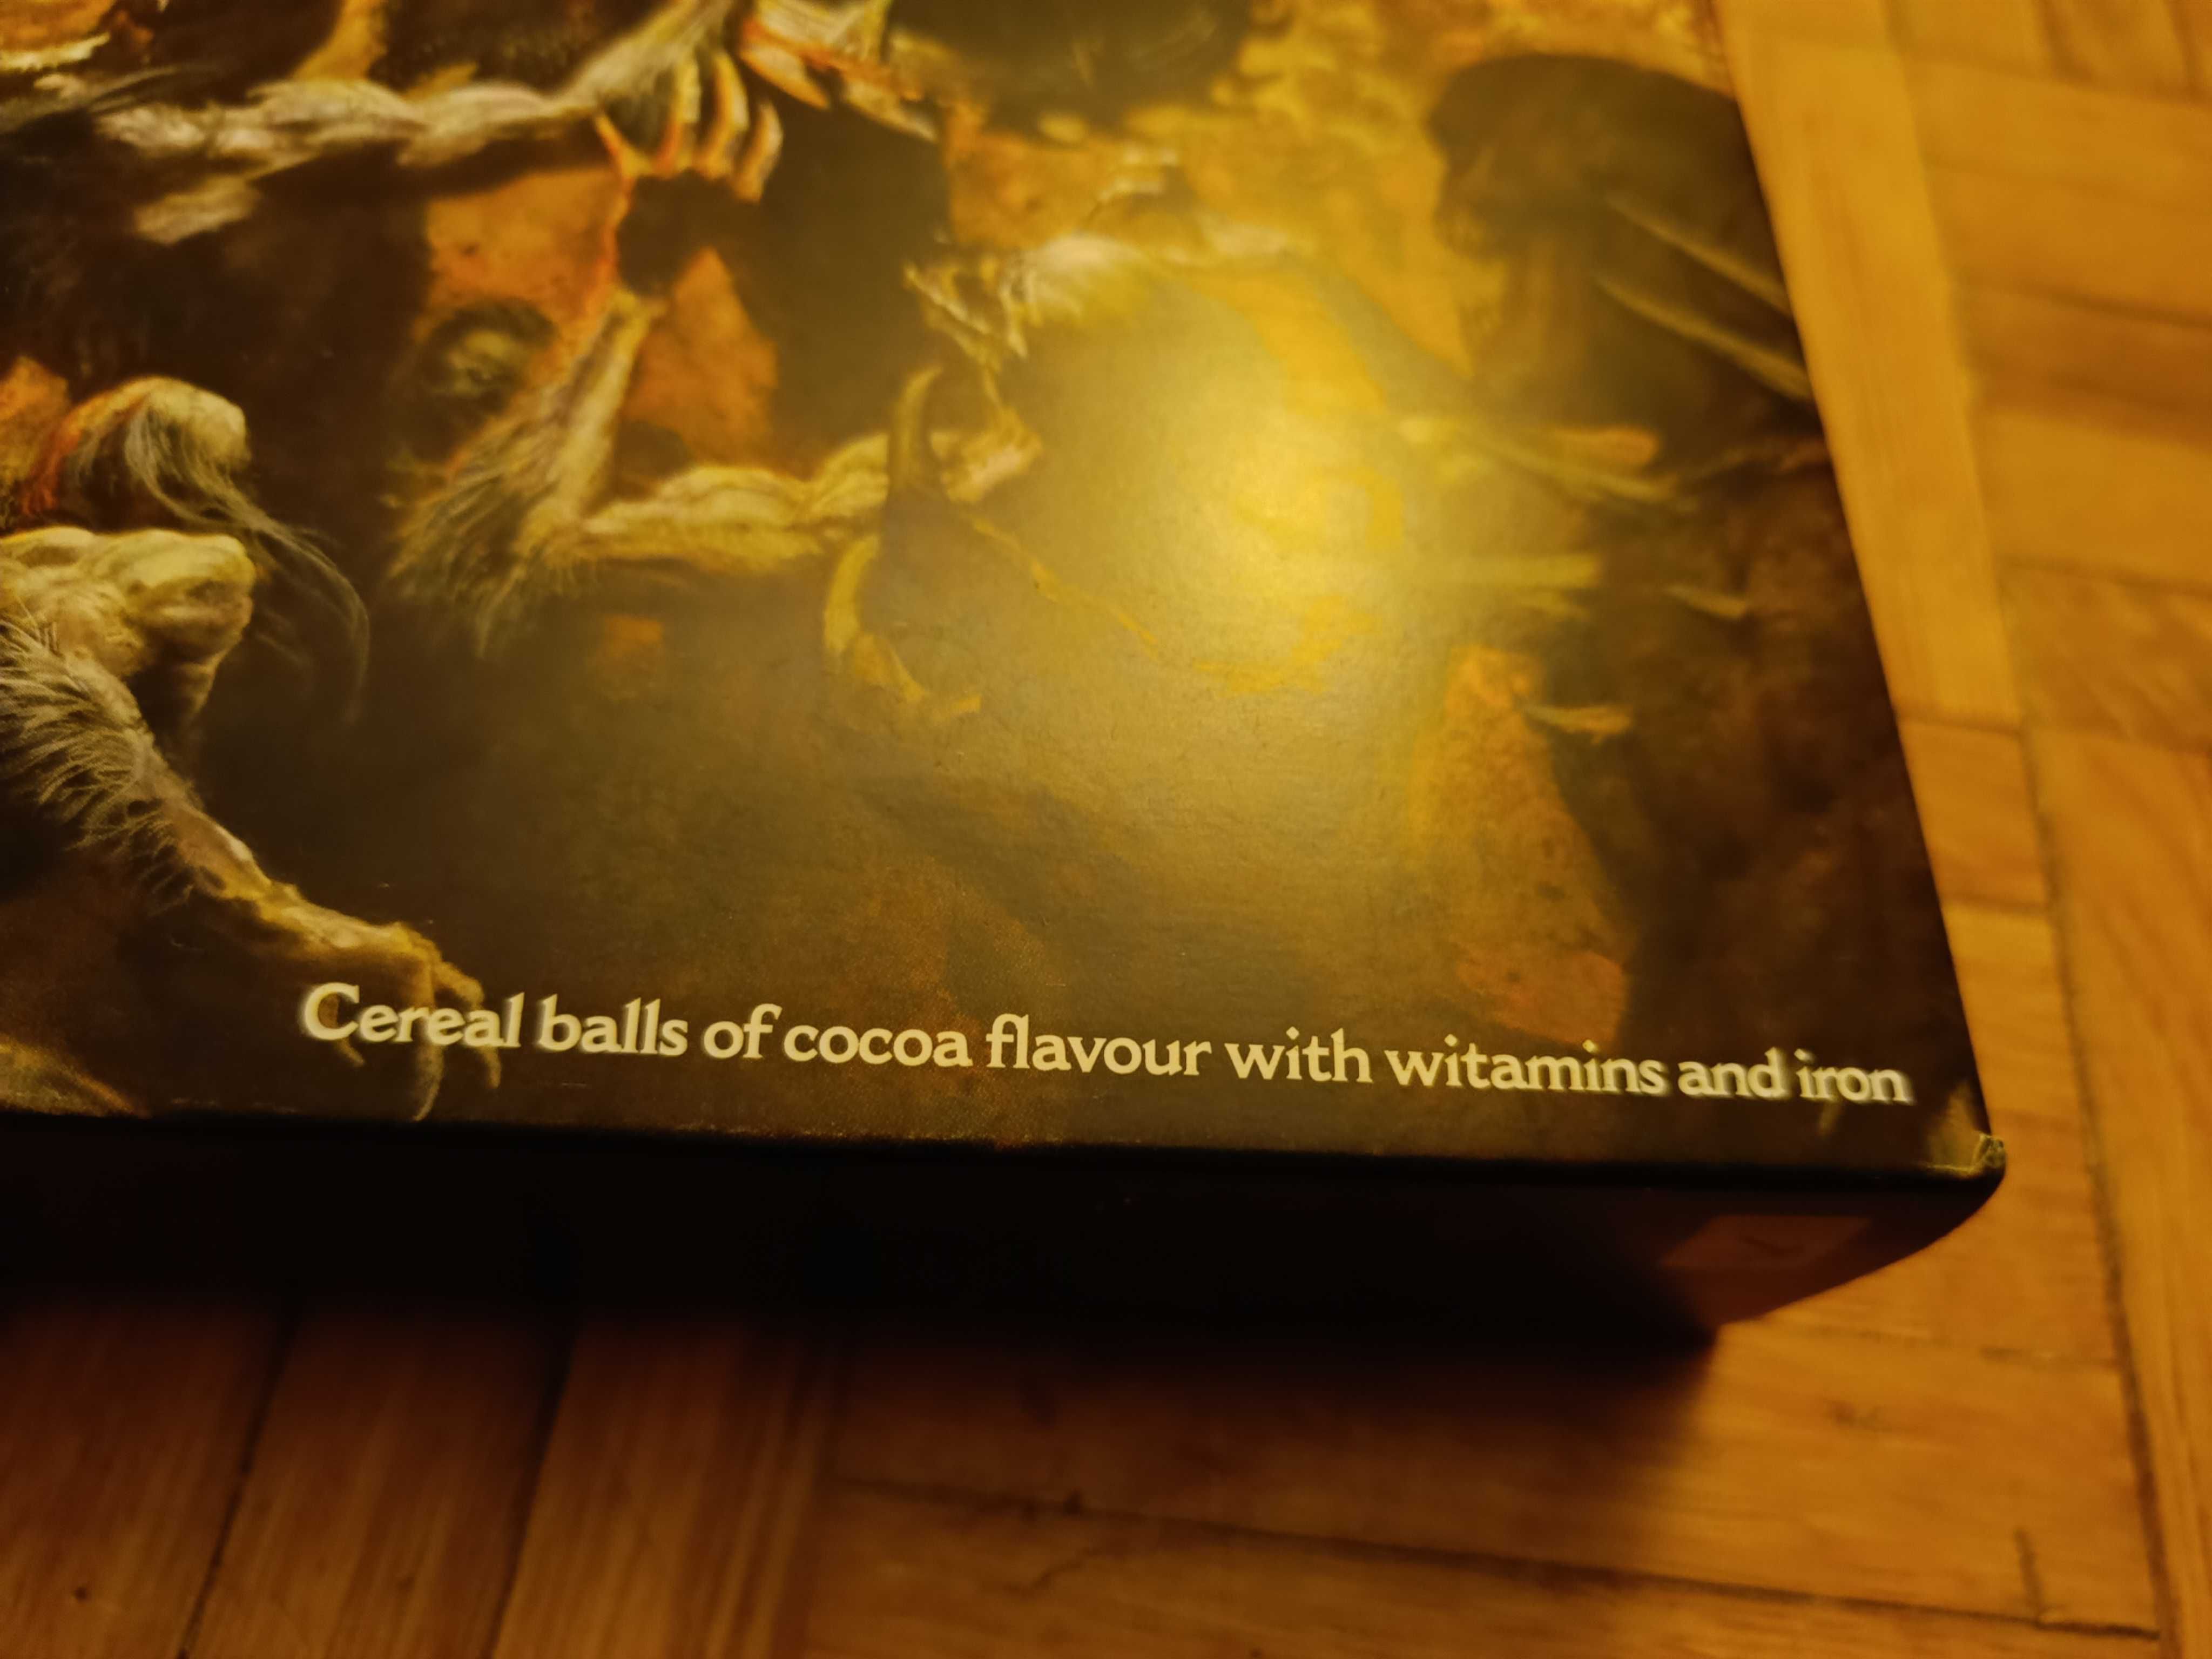 Cereal balls of cocoa flavour with witamins and iron